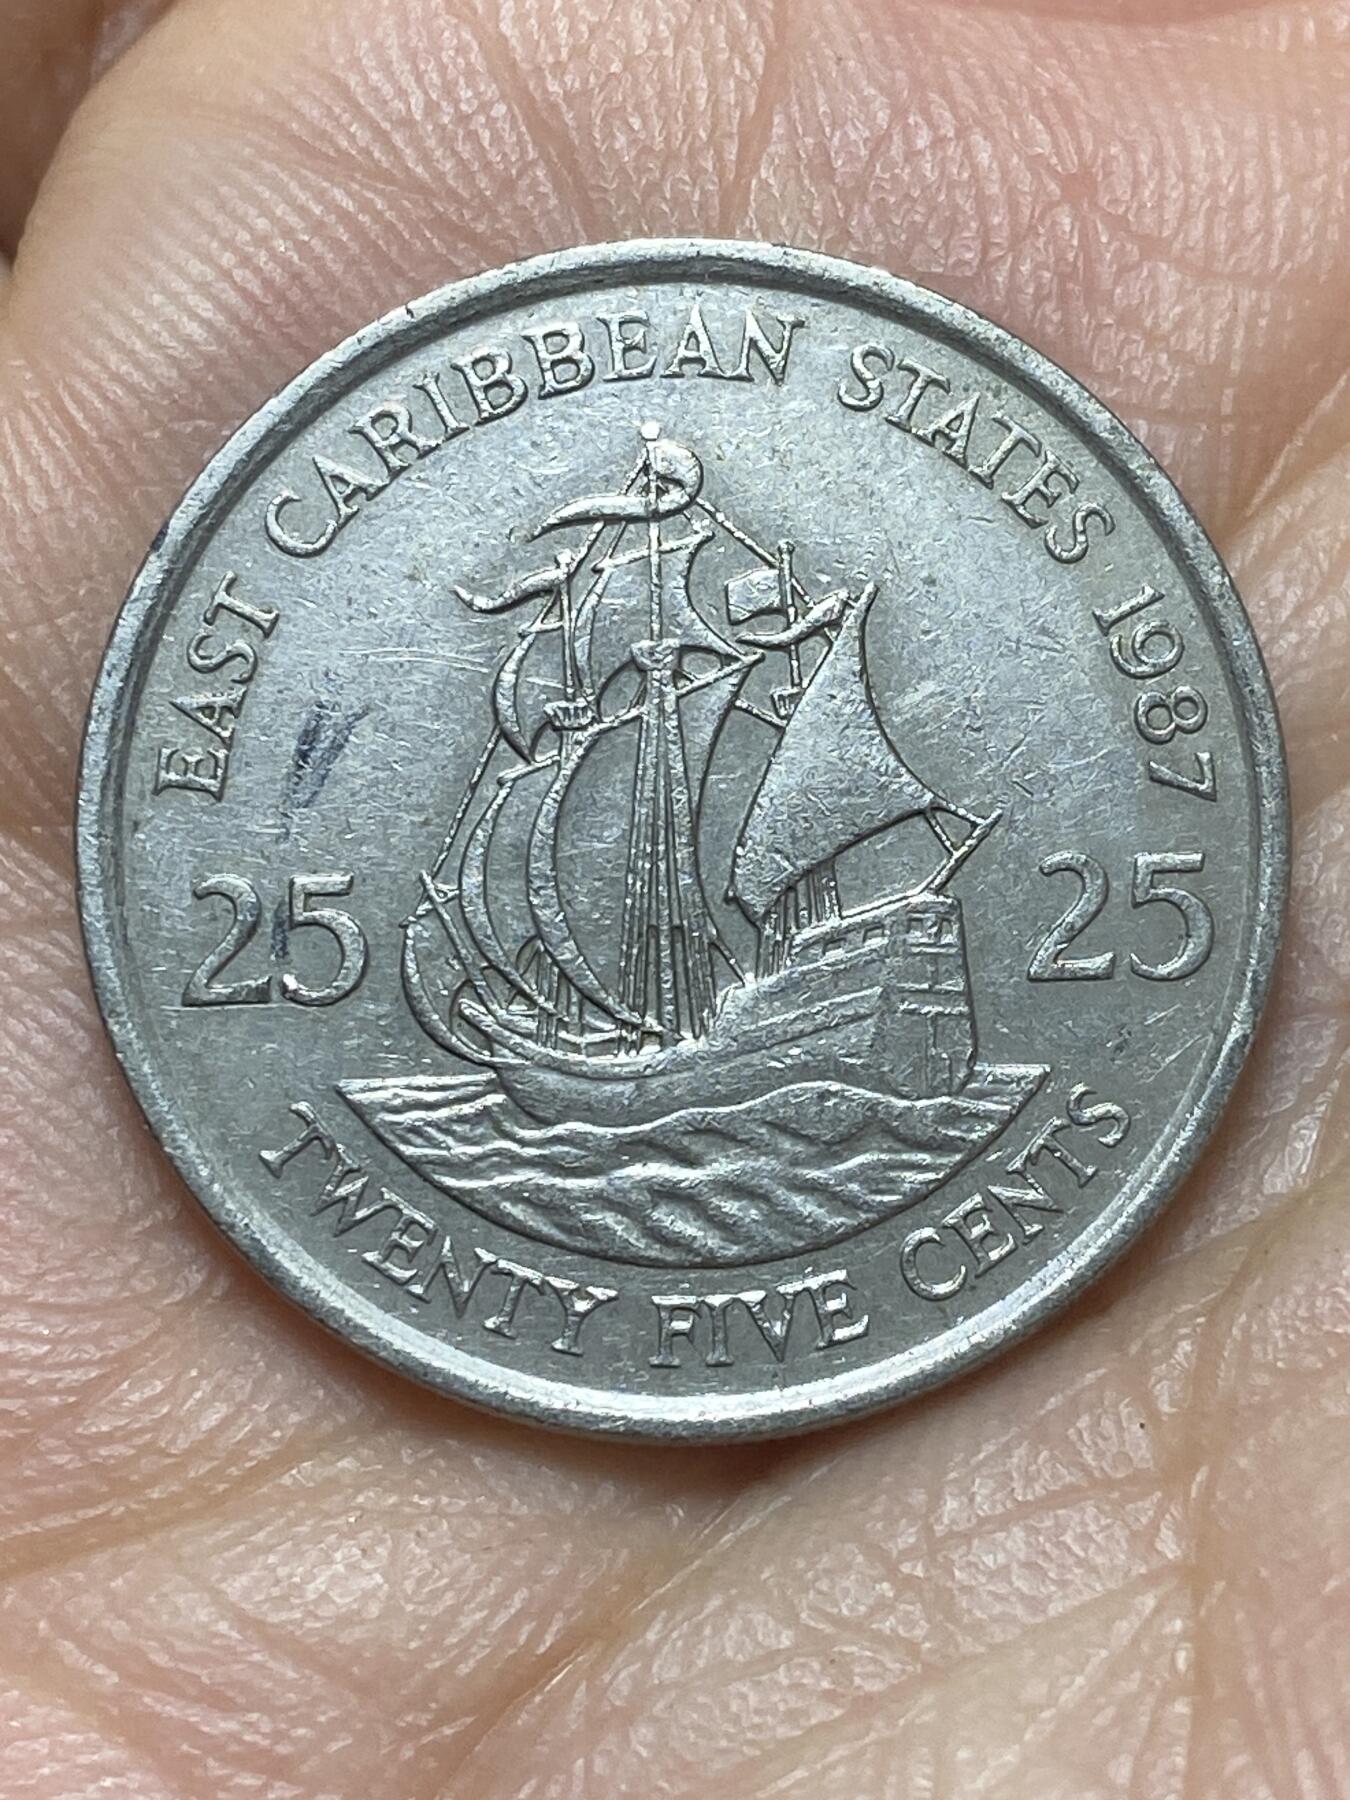 EAST CARIBBEAN STATES 1987
25 25
TWENTY FIVE CENTS